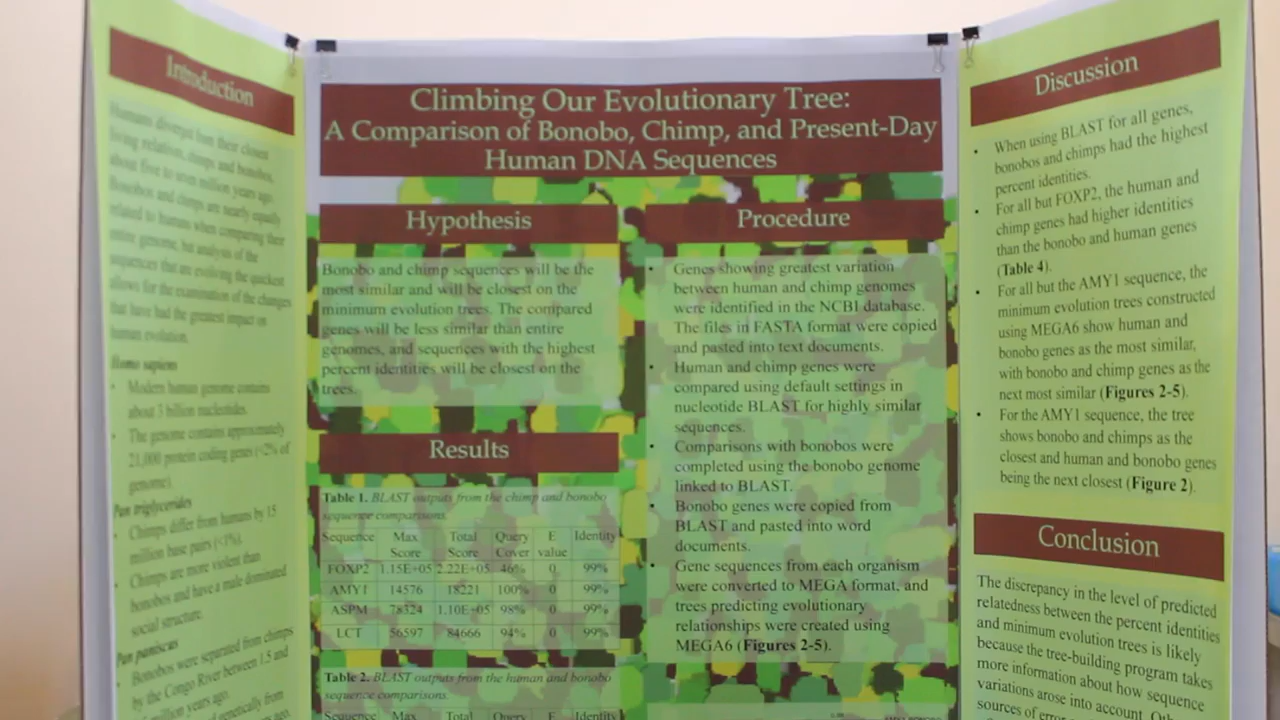 Introduction
Humans diverged from their closest
living relatives, chimps and bonobos,
about five to seven million years ago.
Bonobos and chimps are nearly equally
related to humans when comparing their
entire genome, but analysis of the
sequences that are evolving the quickest
allows for the examination of the changes
that have had the greatest impact on
human evolution.
Homo sapiens
• Modern human genome contains
about 3 billion nucleotides.
• The genome contains approximately
21,000 protein coding genes (<2% of
genome).
Pan triglycerides
• Chimps differ from humans by 15
million base pairs (<1%).
• Chimps are more violent than
bonobos and have a male dominated
social structure.
Pan paniscus
• Bonobos were separated from chimps
by the Congo River between 1.5 and
million years ago.
genetically from
ago.
Climbing Our Evolutionary Tree:
A Comparison of Bonobo, Chimp, and Present-Day
Human DNA Sequences
Hypothesis
Bonobo and chimp sequences will be the
most similar and will be closest on the
minimum evolution trees. The compared
genes will be less similar than entire
genomes, and sequences with the highest
percent identities will be closest on the
trees.
Results
Table 1. BLAST outputs from the chimp and bonobo
sequence comparisons.
Sequence Max Score Total Score Query Cover E value Identity
FOXP2 1.15E+05 2.22E+05 46% 0 99%
AMY1 14576 18221 100% 0 99%
ASPM 78324 1.10E+05 98% 0 99%
LCT 56597 84666 94% 0 99%
Table 2. BLAST outputs from the human and bonobo
sequence comparisons.
Sequence Max Total Query E Identity
Procedure
• Genes showing greatest variation
between human and chimp genomes
were identified in the NCBI database.
The files in FASTA format were copied
and pasted into text documents.
• Human and chimp genes were
compared using default settings in
nucleotide BLAST for highly similar
sequences.
• Comparisons with bonobos were
completed using the bonobo genome
linked to BLAST.
• Bonobo genes were copied from
BLAST and pasted into word
documents.
• Gene sequences from each organism
were converted to MEGA format, and
trees predicting evolutionary
relationships were created using
MEGA6 (Figures 2-5).
Discussion
• When using BLAST for all genes,
bonobos and chimps had the highest
percent identities.
• For all but FOXP2, the human and
chimp genes had higher identities
than the bonobo and human genes
(Table 4).
• For all but the AMY1 sequence, the
minimum evolution trees constructed
using MEGA6 show human and
bonobo genes as the most similar,
with bonobo and chimp genes as the
next most similar (Figures 2-5).
• For the AMY1 sequence, the tree
shows bonobo and chimps as the
closest and human and bonobo genes
being the next closest (Figure 2).
Conclusion
The discrepancy in the level of predicted
relatedness between the percent identities
and minimum evolution trees is likely
because the tree-building program takes
more information about how sequence
variations arose into account.
sources of error